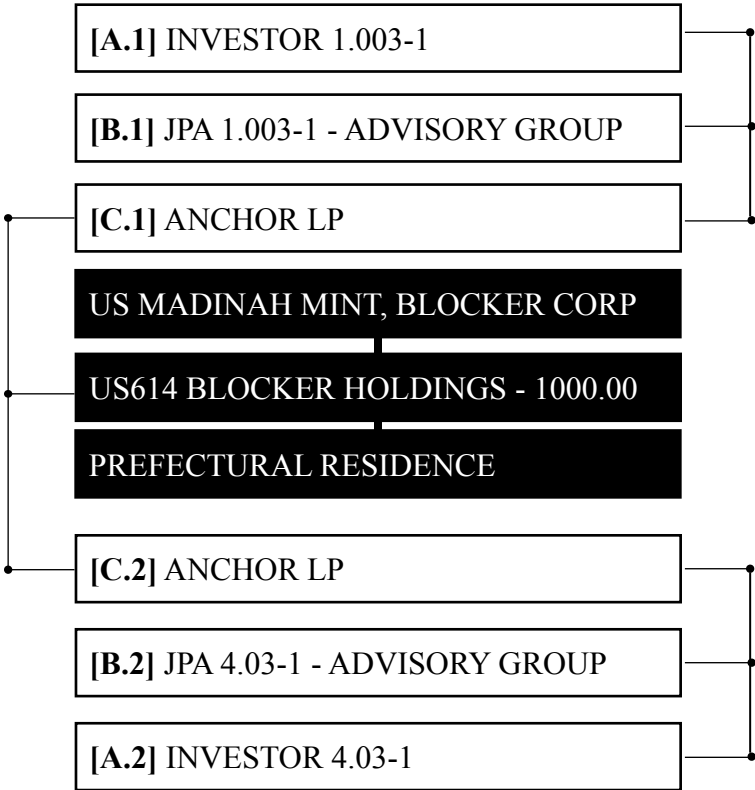 [A.1] INVESTOR 1.003-1
[B.1] JPA 1.003-1 - ADVISORY GROUP
[C.1] ANCHOR LP
US MADINAH MINT, BLOCKER CORP
US614 BLOCKER HOLDINGS - 1000.00
PREFECTURAL RESIDENCE
[C.2] ANCHOR LP
[B.2] JPA 4.03-1 - ADVISORY GROUP
[A.2] INVESTOR 4.03-1